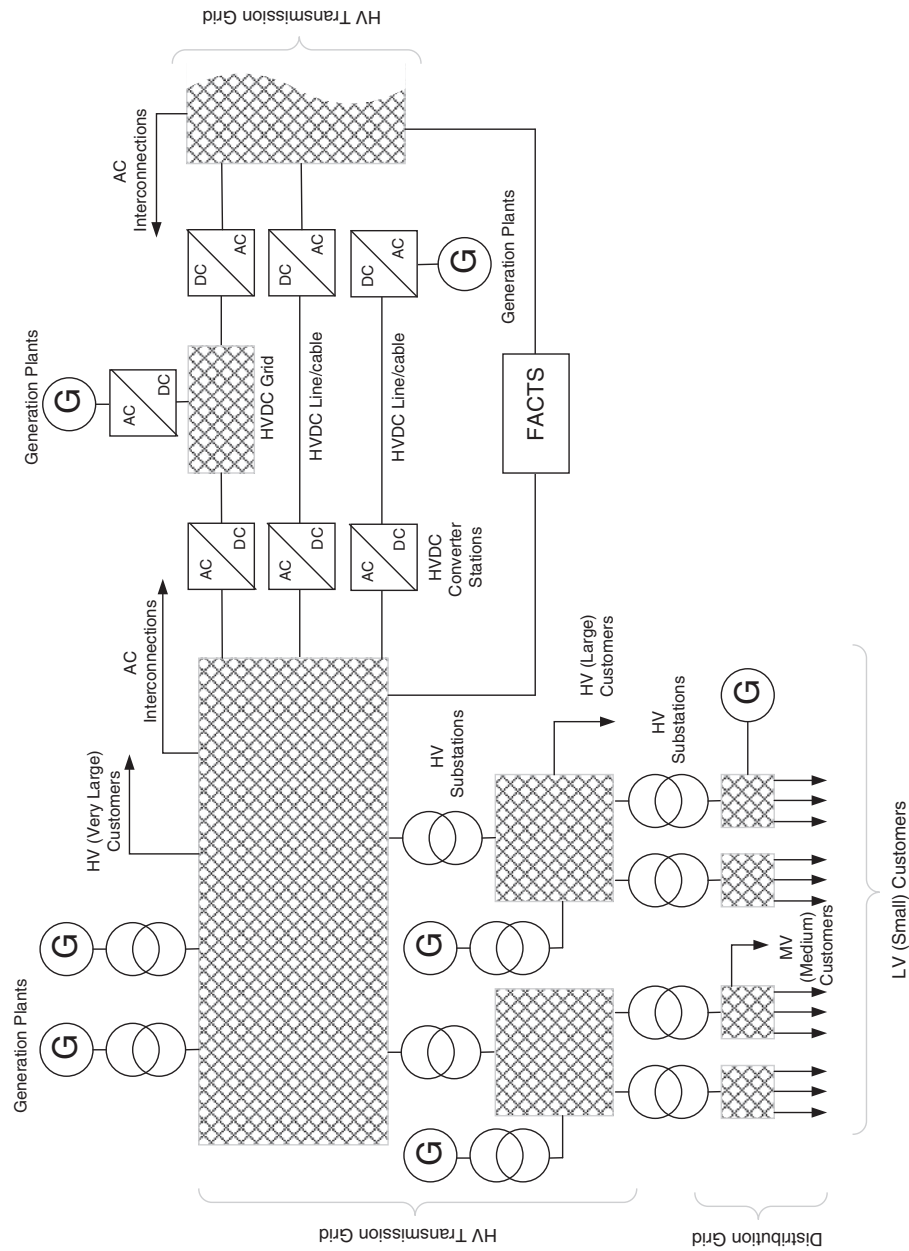 Generation Plants
G
G
HV (Very Large)
Customers
AC
Interconnections
Generation Plants
G
AC
DC
AC
Interconnections
HV Transmission Grid
AC
DC
HVDC Grid
DC
AC
AC
DC
HVDC Line/cable
DC
AC
AC
DC
HVDC Line/cable
DC
AC
HVDC
Converter
Stations
G
Generation Plants
FACTS
HV Transmission Grid
G
G
HV
Substations
HV (Large)
Customers
HV
Substations
G
MV
(Medium)
Customers
Distribution Grid
LV (Small) Customers